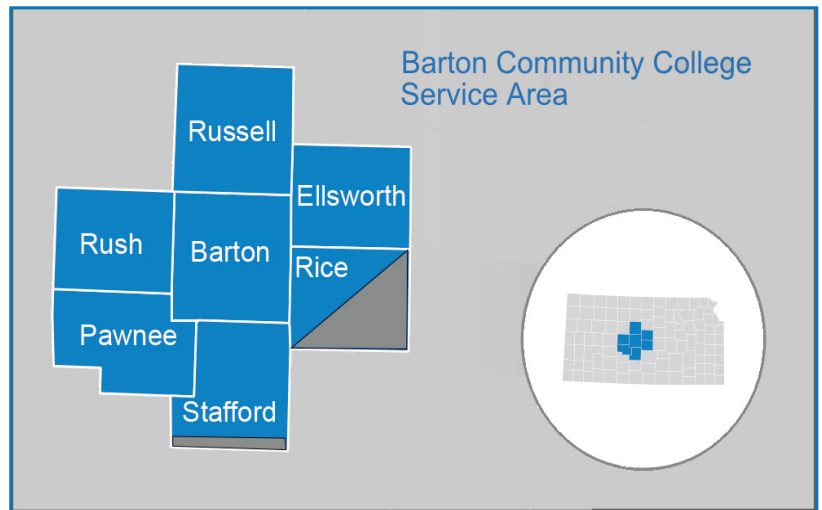 Barton Community College
Service Area
Russell
Ellsworth
Rush
Barton
Rice
Pawnee
Stafford